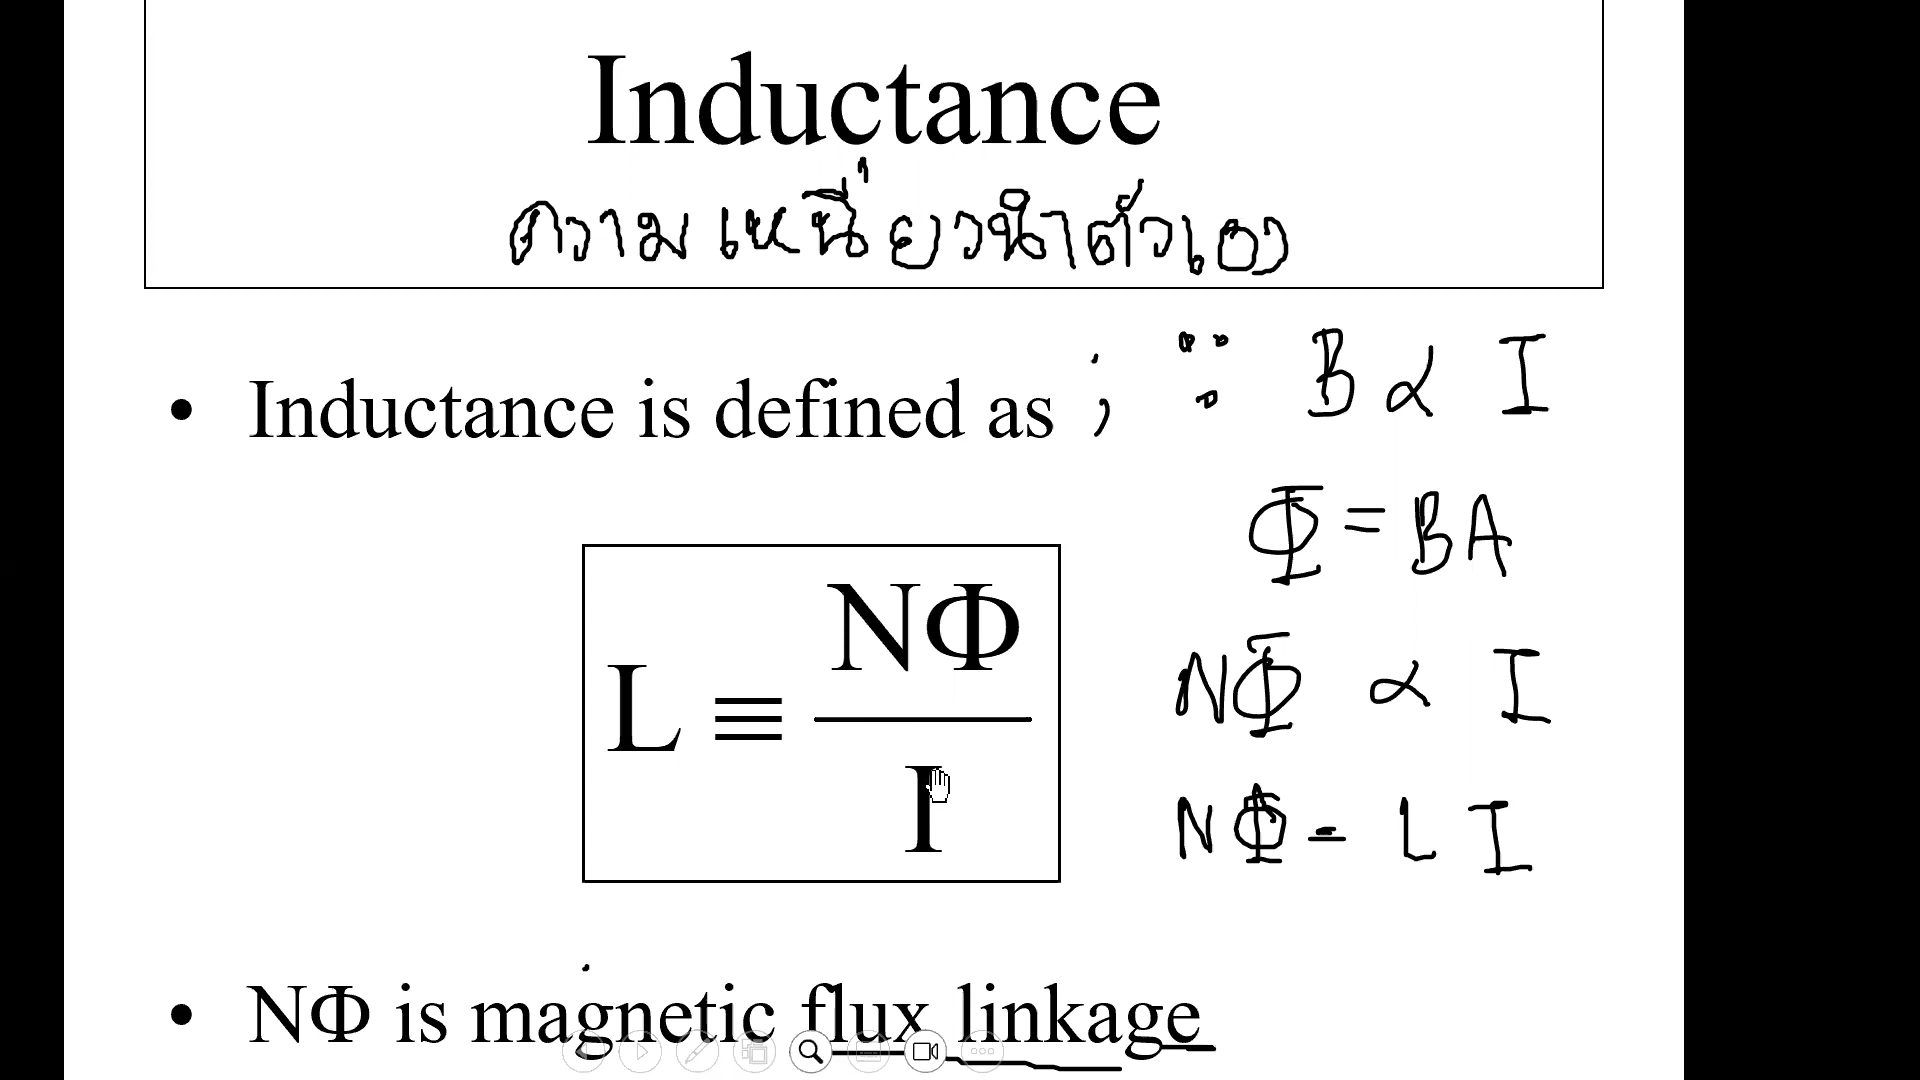 Inductance
ความเหนี่ยวนำตัวเอง
• Inductance is defined as ; ∵ B ∝ I
Φ = BA
L ≡ NΦ / I
NΦ ∝ I
NΦ = L I
• NΦ is magnetic flux linkage